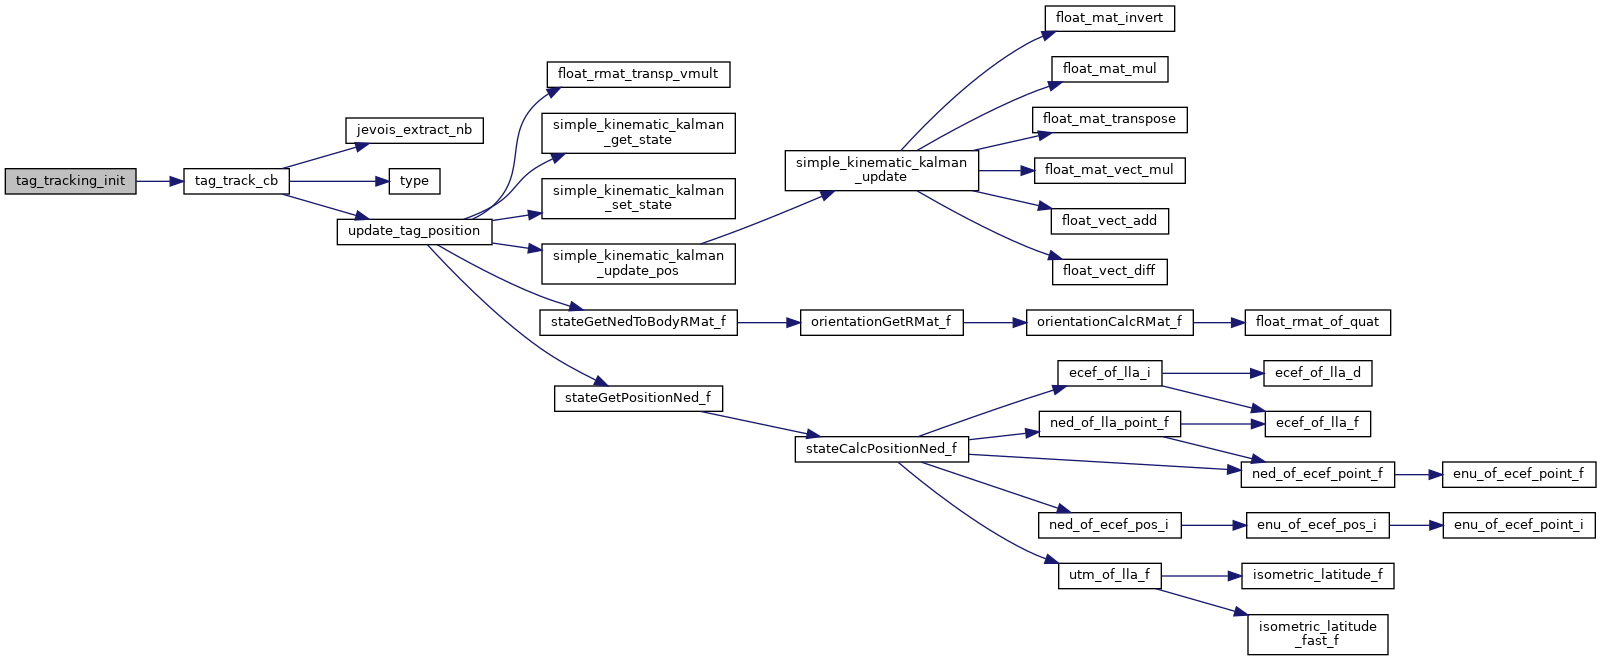 tag_tracking_init
tag_track_cb
jevois_extract_nb
type
update_tag_position
float_rmat_transp_vmult
simple_kinematic_kalman
_get_state
simple_kinematic_kalman
_set_state
simple_kinematic_kalman
_update_pos
simple_kinematic_kalman
_update
float_mat_invert
float_mat_mul
float_mat_transpose
float_mat_vect_mul
float_vect_add
float_vect_diff
stateGetNedToBodyRMat_f
orientationGetRMat_f
orientationCalcRMat_f
float_rmat_of_quat
stateGetPositionNed_f
stateCalcPositionNed_f
ecef_of_lla_i
ecef_of_lla_d
ecef_of_lla_f
ned_of_lla_point_f
ned_of_ecef_point_f
enu_of_ecef_point_f
ned_of_ecef_pos_i
enu_of_ecef_pos_i
enu_of_ecef_point_i
utm_of_lla_f
isometric_latitude_f
isometric_latitude
_fast_f